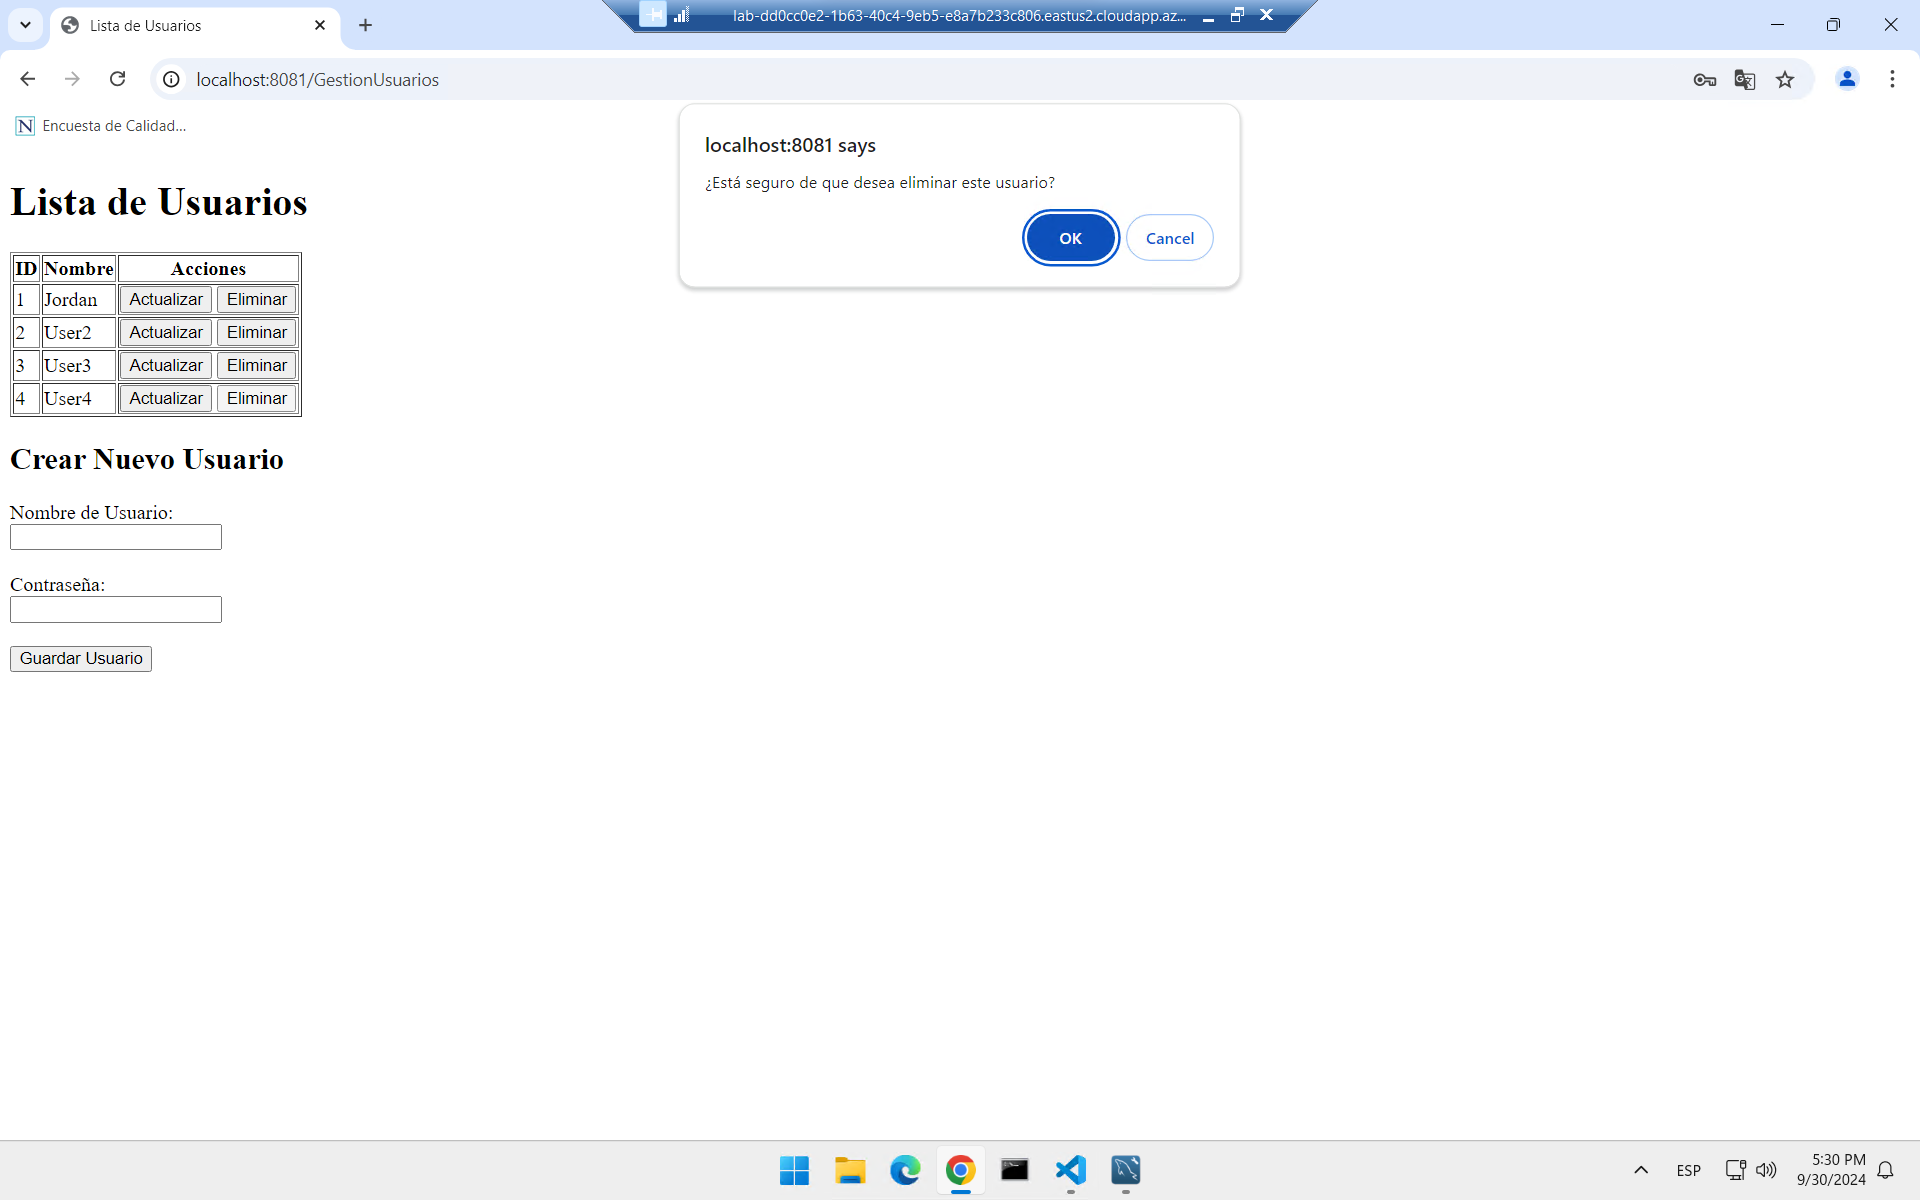 Lista de Usuarios
lab-dd0cc0e2-1b63-40c4-9eb5-e8a7b233c806.eastus2.cloudapp.az...
localhost:8081/GestionUsuarios
N Encuesta de Calidad...
localhost:8081 says
¿Está seguro de que desea eliminar este usuario?
OK Cancel
Lista de Usuarios
ID Nombre Acciones
1 Jordan Actualizar Eliminar
2 User2 Actualizar Eliminar
3 User3 Actualizar Eliminar
4 User4 Actualizar Eliminar
Crear Nuevo Usuario
Nombre de Usuario:
Contraseña:
Guardar Usuario
ESP
5:30 PM
9/30/2024